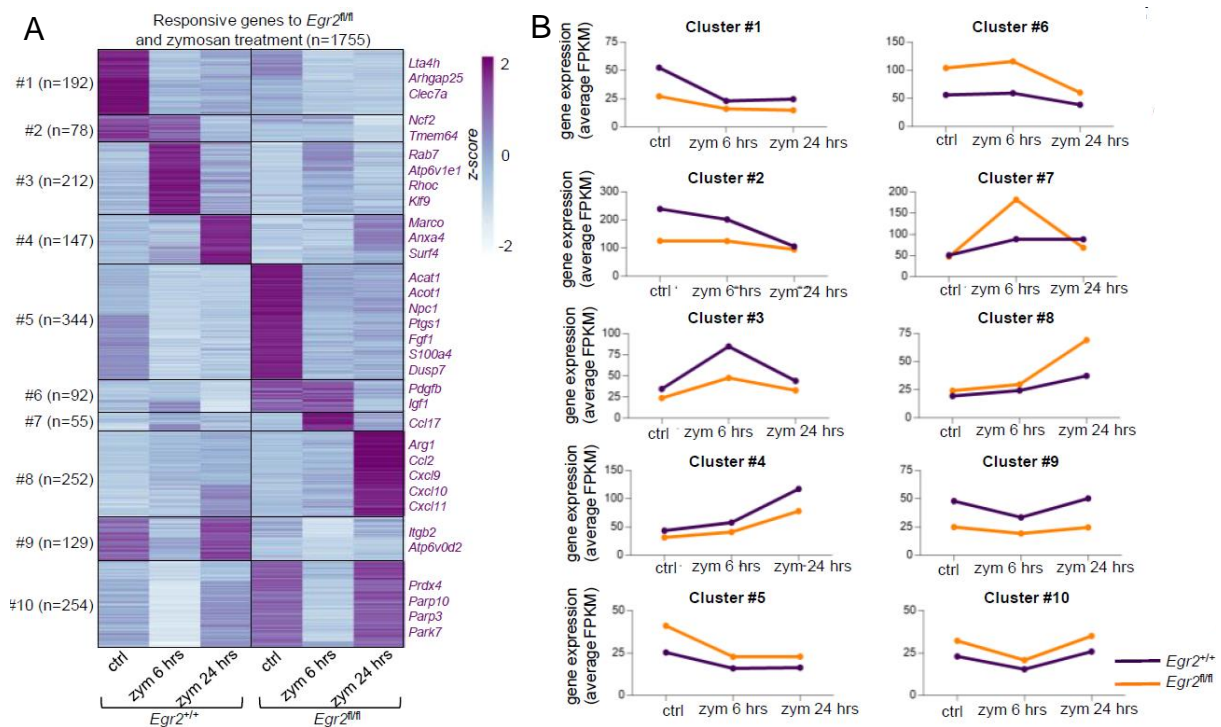 A
Responsive genes to Egr2fl/fl
and zymosan treatment (n=1755)
#1 (n=192)
#2 (n=78)
#3 (n=212)
#4 (n=147)
#5 (n=344)
#6 (n=92)
#7 (n=55)
#8 (n=252)
#9 (n=129)
#10 (n=254)
Lta4h
Arhgap25
Clec7a
Ncf2
Tmem64
Rab7
Atp6v1e1
Rhoc
Klf9
Marco
Anxa4
Surf4
Acat1
Acot1
Npc1
Ptgs1
Fgf1
S100a4
Dusp7
Pdgfb
Igf1
Ccl17
Arg1
Ccl2
Cxcl9
Cxcl10
Cxcl11
Itgb2
Atp6v0d2
Prdx4
Parp10
Parp3
Park7
2
0
-2
z-score
ctrl
zym 6 hrs
zym 24 hrs
ctrl
zym 6 hrs
zym 24 hrs
Egr2+/+
Egr2fl/fl
B
Cluster #1
gene expression
(average FPKM)
75
50
25
0
ctrl
zym 6 hrs
zym 24 hrs
Cluster #6
gene expression
(average FPKM)
150
100
50
0
ctrl
zym 6 hrs
zym 24 hrs
Cluster #2
gene expression
(average FPKM)
300
200
100
0
ctrl
zym 6 hrs
zym 24 hrs
Cluster #7
200
150
100
50
0
ctrl
zym 6 hrs
zym 24 hrs
Cluster #3
gene expression
(average FPKM)
100
75
50
25
0
ctrl
zym 6 hrs
zym 24 hrs
Cluster #8
75
50
25
0
ctrl
zym 6 hrs
zym 24 hrs
Cluster #4
gene expression
(average FPKM)
150
100
50
0
ctrl
zym 6 hrs
zym 24 hrs
Cluster #9
75
50
25
0
ctrl
zym 6 hrs
zym 24 hrs
Cluster #5
gene expression
(average FPKM)
50
25
0
ctrl
zym 6 hrs
zym 24 hrs
Cluster #10
50
25
0
ctrl
zym 6 hrs
zym 24 hrs
Egr2+/+
Egr2fl/fl